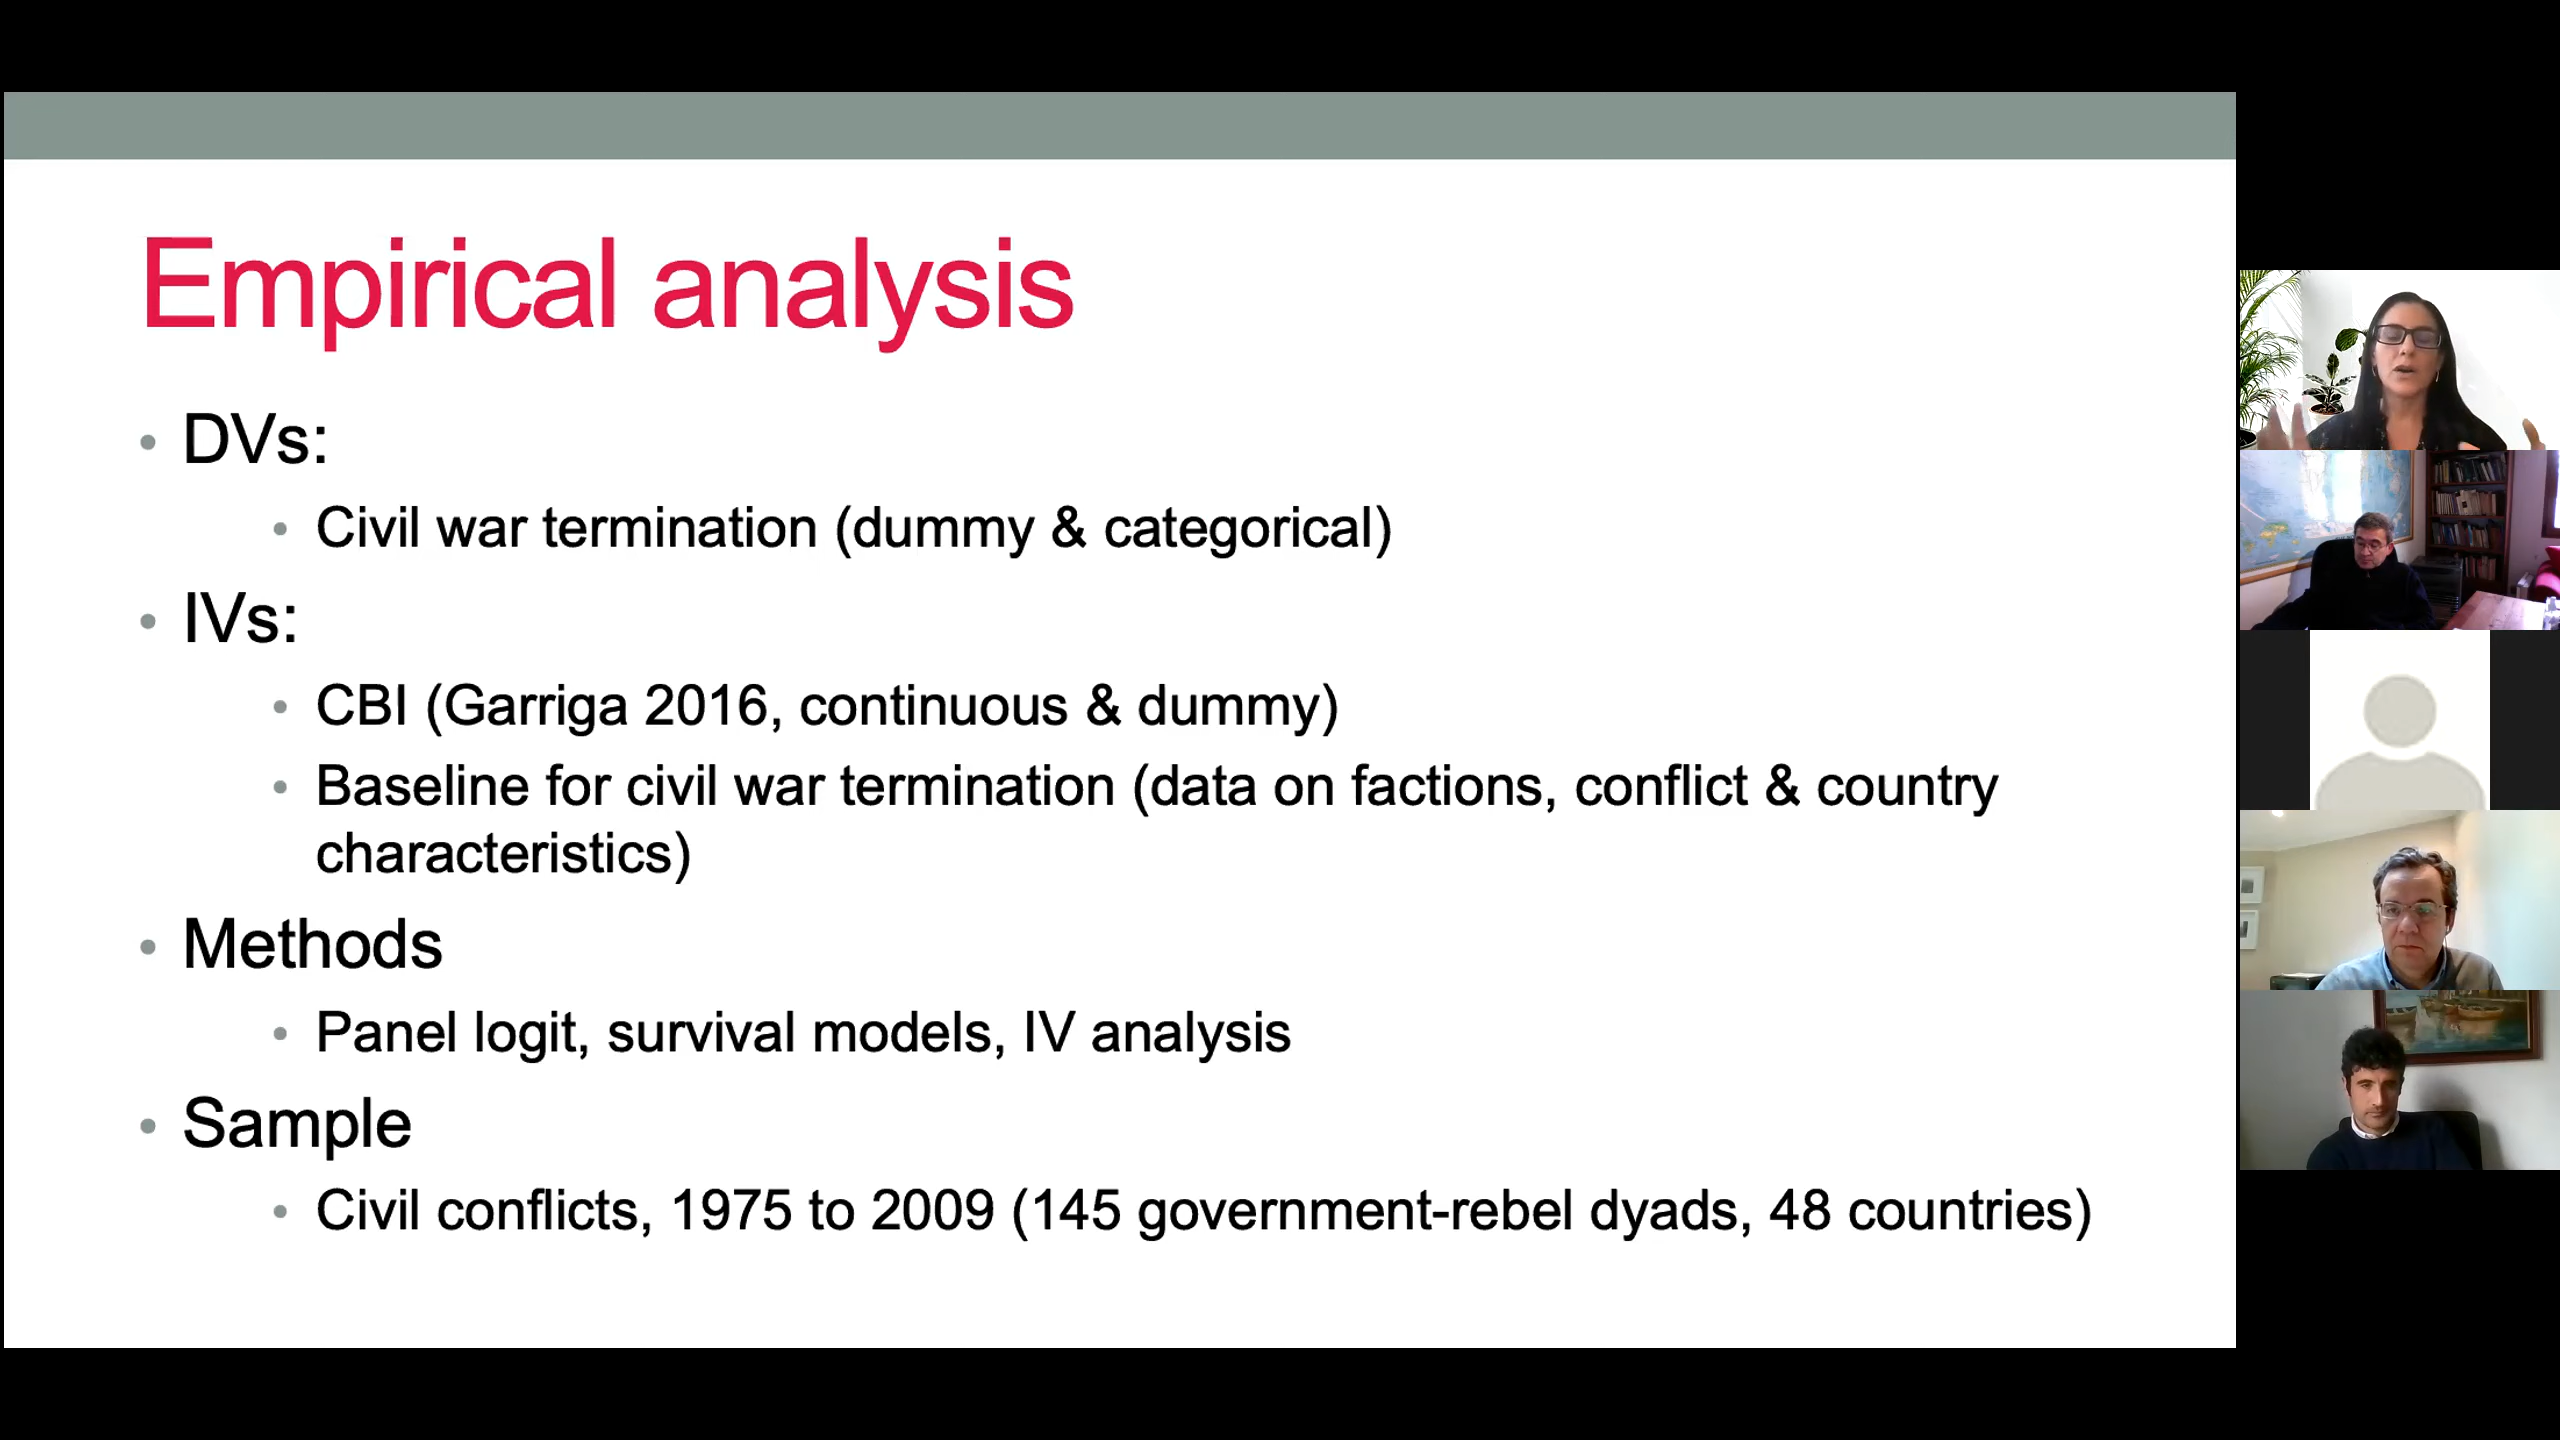 Empirical analysis
• DVs:
• Civil war termination (dummy & categorical)
• IVs:
• CBI (Garriga 2016, continuous & dummy)
• Baseline for civil war termination (data on factions, conflict & country
characteristics)
• Methods
• Panel logit, survival models, IV analysis
• Sample
• Civil conflicts, 1975 to 2009 (145 government-rebel dyads, 48 countries)